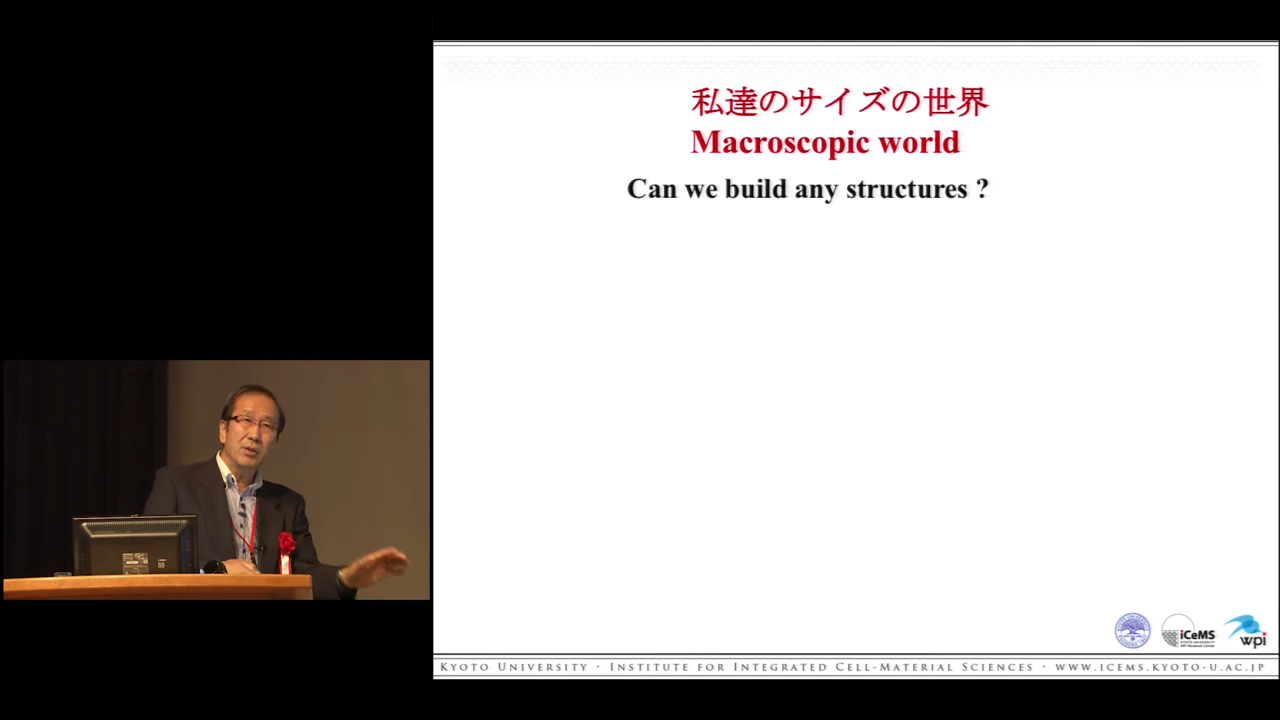 私達のサイズの世界
Macroscopic world
Can we build any structures ?
iCeMS
wpi
KYOTO UNIVERSITY · INSTITUTE FOR INTEGRATED CELL-MATERIAL SCIENCES · WWW.ICEMS.KYOTO-U.AC.JP